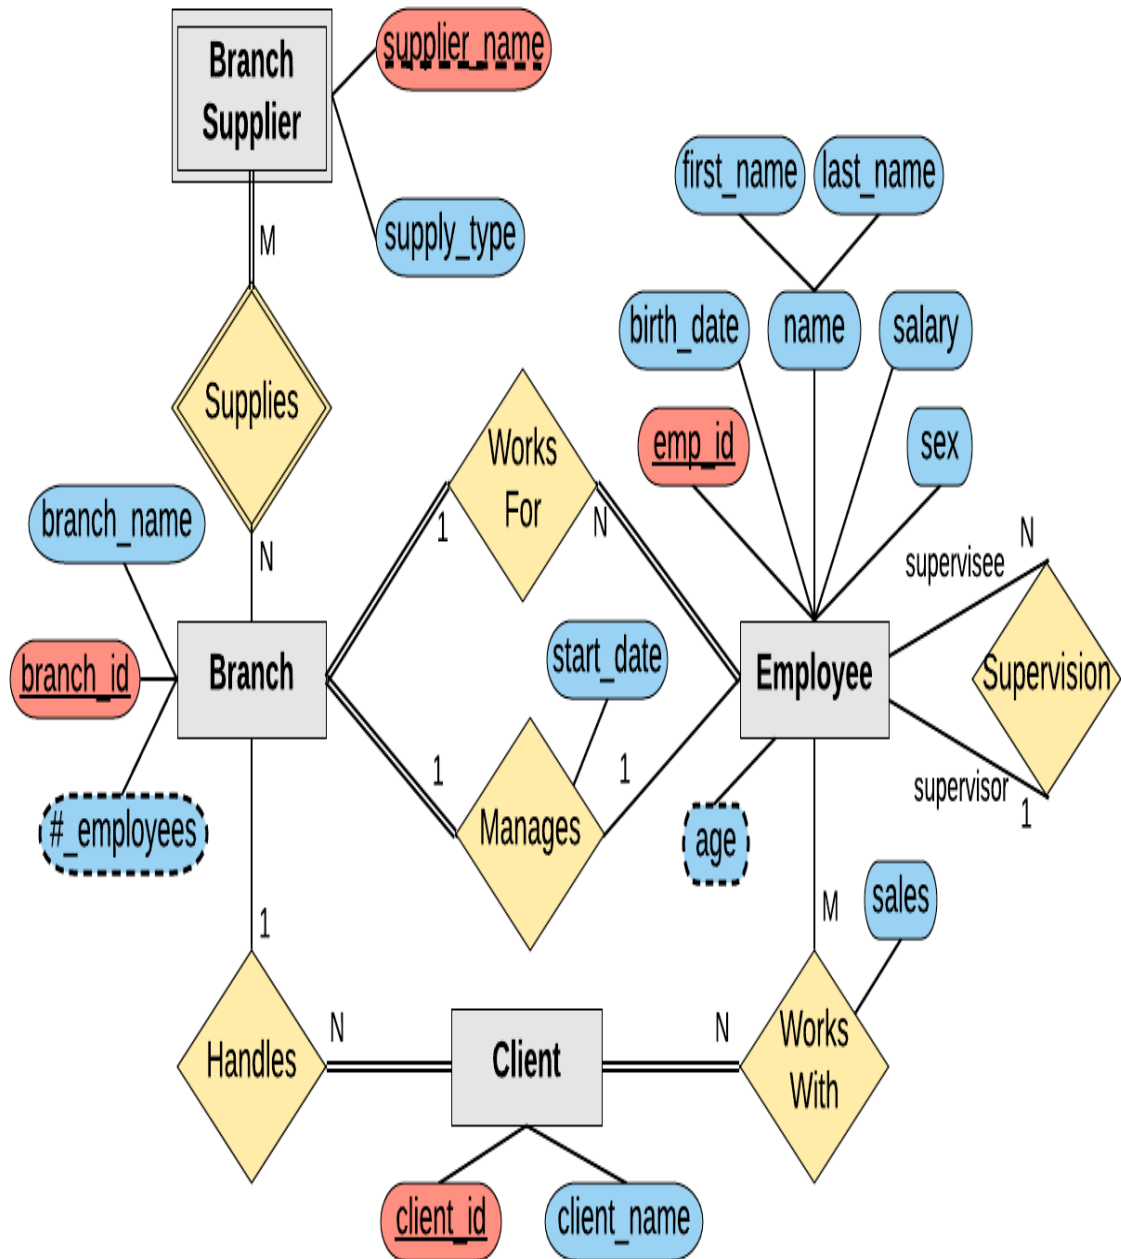 Branch
Supplier
supplier_name
supply_type
M
Supplies
N
first_name
last_name
birth_date
name
salary
emp_id
sex
Works
For
1
N
branch_name
branch_id
#_employees
Branch
start_date
Manages
1
1
Employee
supervisee
N
Supervision
supervisor
1
age
M
sales
Works
With
N
Client
N
Handles
1
client_id
client_name